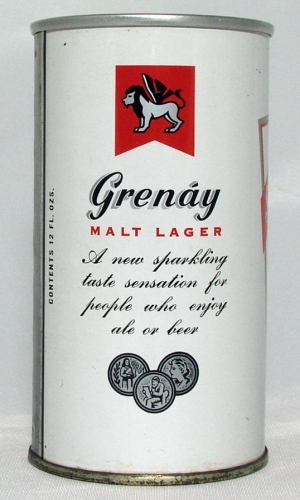 Grenáy
MALT LAGER
A new sparkling
taste sensation for
people who enjoy
ale or beer
CONTENTS 12 FL. OZS.